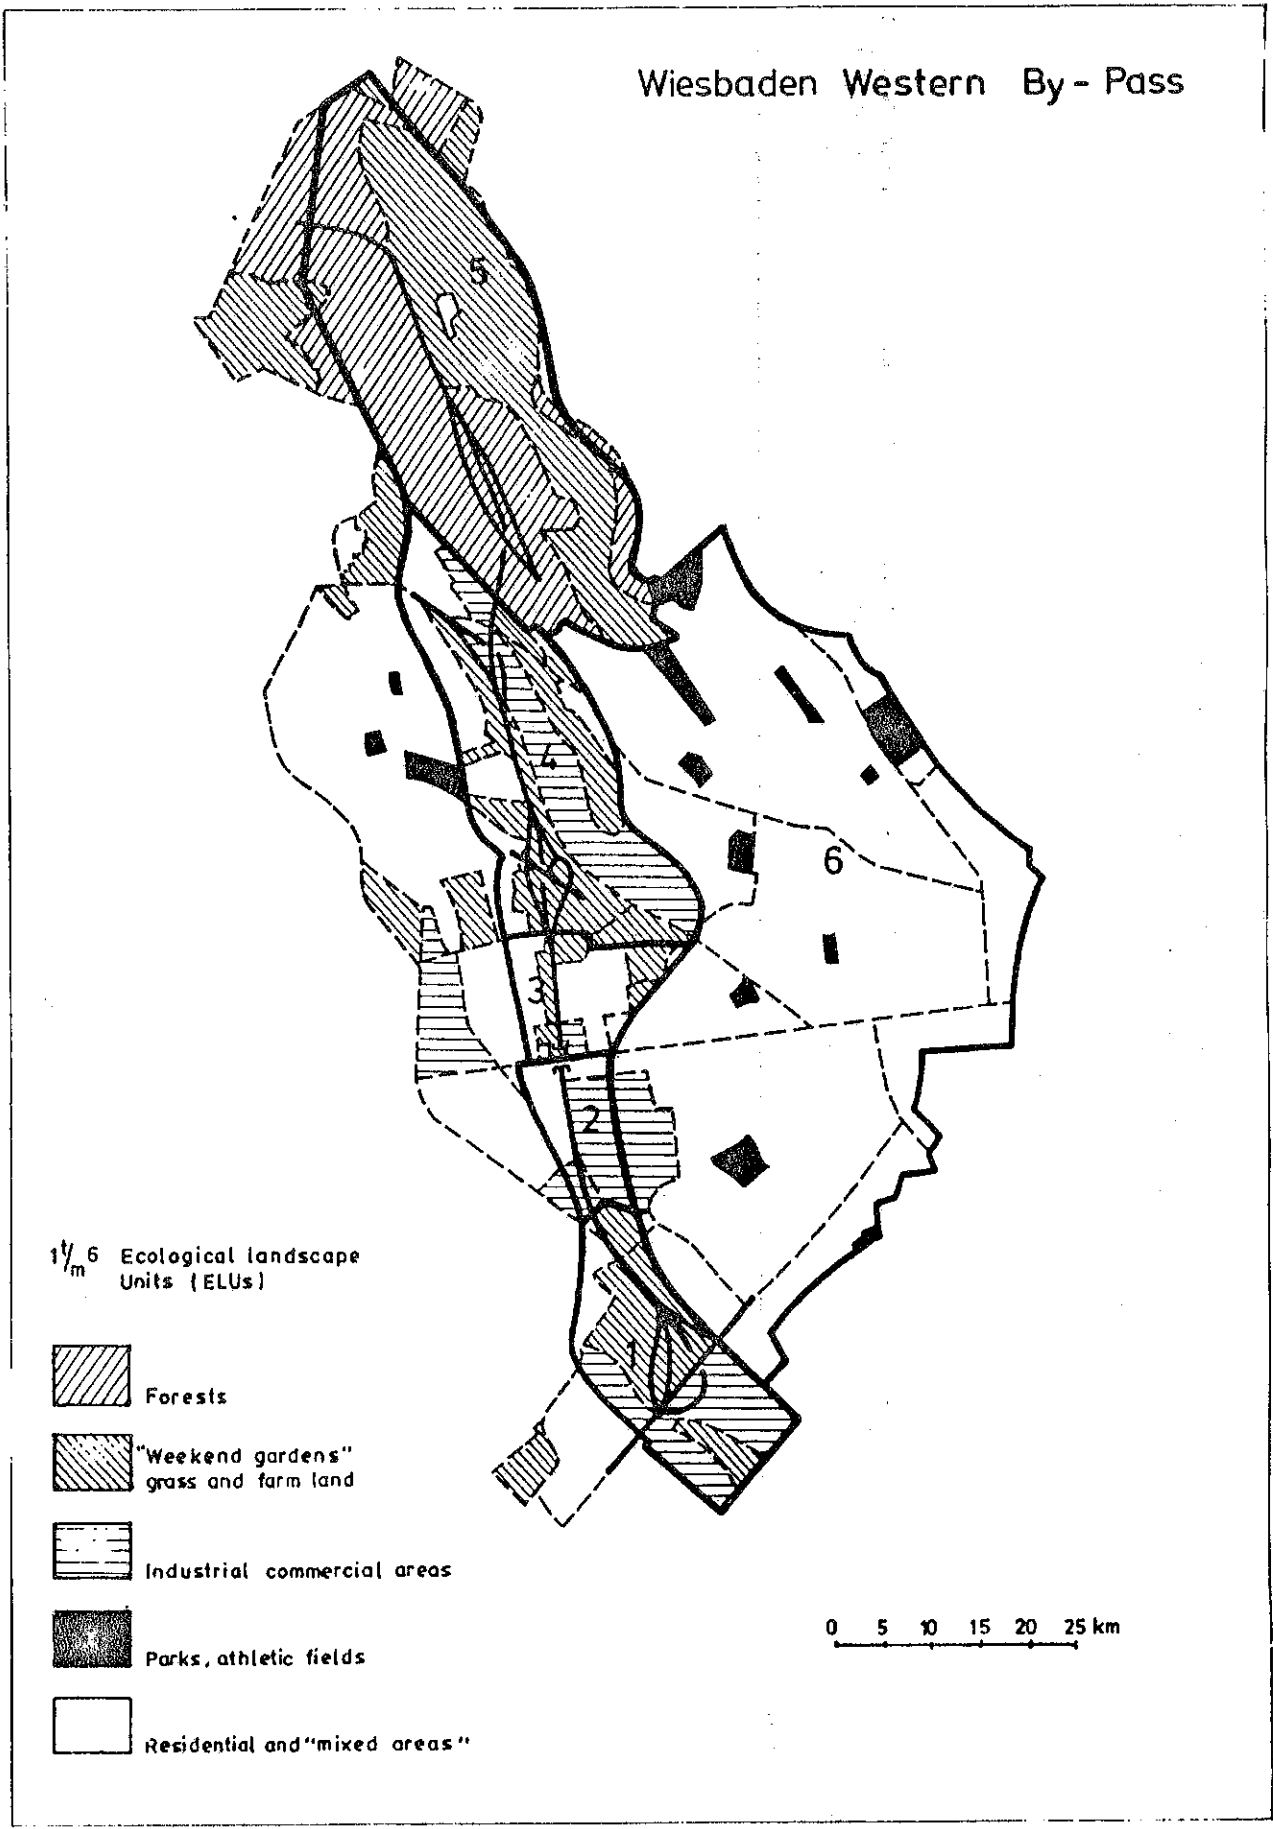 Wiesbaden Western By - Pass
5
4
6
3
2
1
1 t/m 6 Ecological landscape
Units (ELUs)
Forests
"Weekend gardens"
grass and farm land
Industrial commercial areas
Parks, athletic fields
Residential and "mixed areas"
0 5 10 15 20 25 km